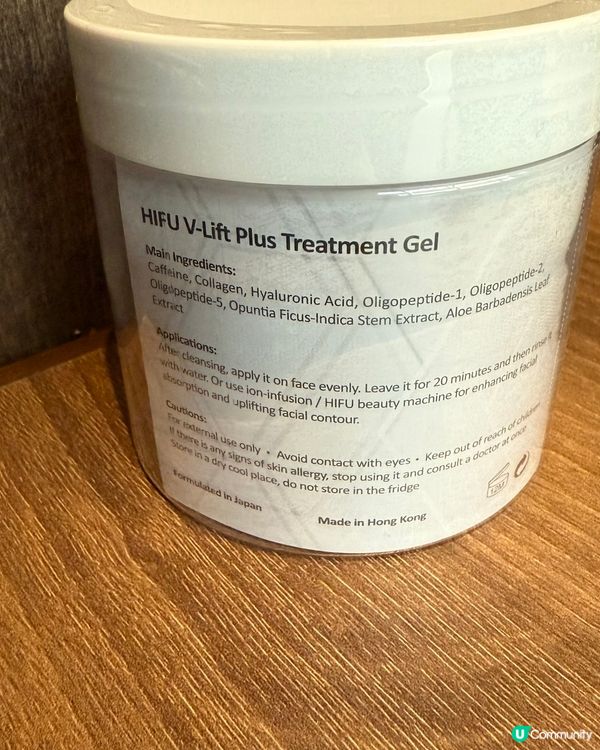 HIFU V-Lift Plus Treatment Gel
Main Ingredients:
Caffeine, Collagen, Hyaluronic Acid, Oligopeptide-1, Oligopeptide-2,
Oligopeptide-5, Opuntia Ficus-Indica Stem Extract, Aloe Barbadensis Leaf
Extract
Applications:
After cleansing, apply it on face evenly. Leave it for 20 minutes and then rinse it
with water. Or use ion-infusion / HIFU beauty machine for enhancing facial
absorption and uplifting facial contour.
Cautions:
For external use only • Avoid contact with eyes • Keep out of reach of children
If there is any signs of skin allergy, stop using it and consult a doctor at once
Store in a dry cool place, do not store in the fridge
12M
Formulated in Japan
Made in Hong Kong
U Community